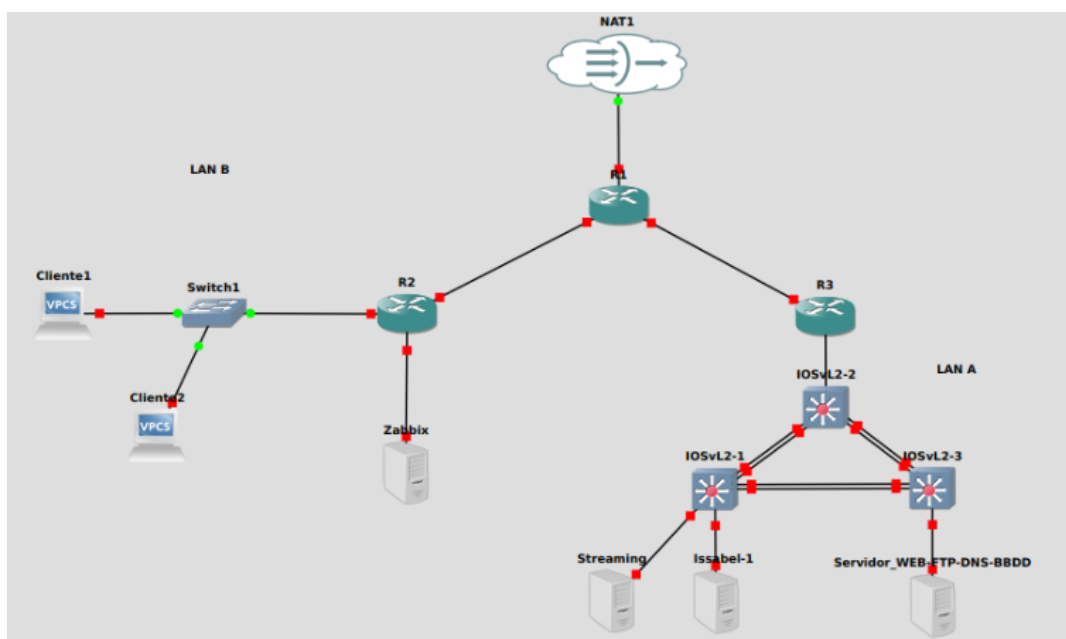 NAT1
LAN B
R1
Cliente1
Switch1
R2
R3
VPCS
IOSvL2-2
LAN A
Cliente2
VPCS
Zabbix
IOSvL2-1
IOSvL2-3
Streaming
Issabel-1
Servidor_WEB-FTP-DNS-BBDD